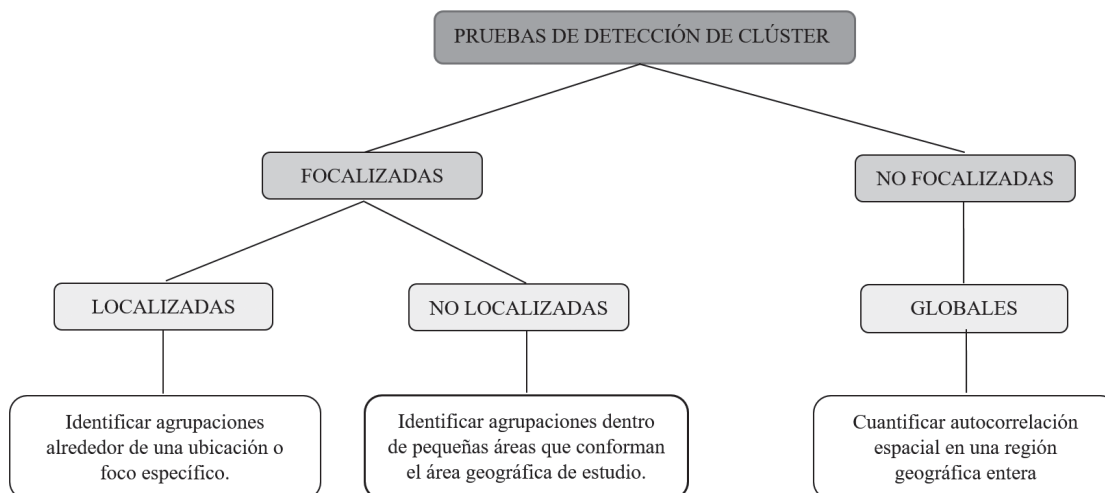 PRUEBAS DE DETECCIÓN DE CLÚSTER
FOCALIZADAS
NO FOCALIZADAS
LOCALIZADAS
NO LOCALIZADAS
GLOBALES
Identificar agrupaciones
alrededor de una ubicación o
foco específico.
Identificar agrupaciones dentro
de pequeñas áreas que conforman
el área geográfica de estudio.
Cuantificar autocorrelación
espacial en una región
geográfica entera